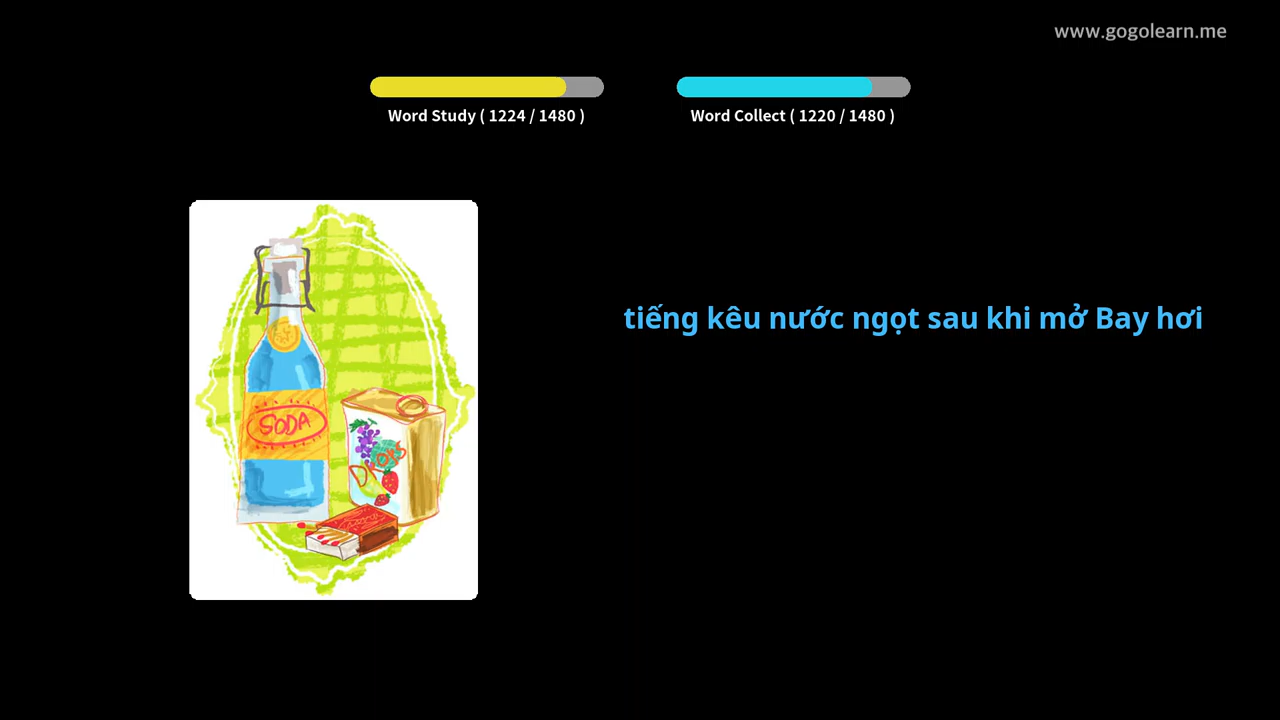 www.gogolearn.me
Word Study ( 1224 / 1480 )
Word Collect ( 1220 / 1480 )
tiếng kêu nước ngọt sau khi mở Bay hơi
SODA
Drops